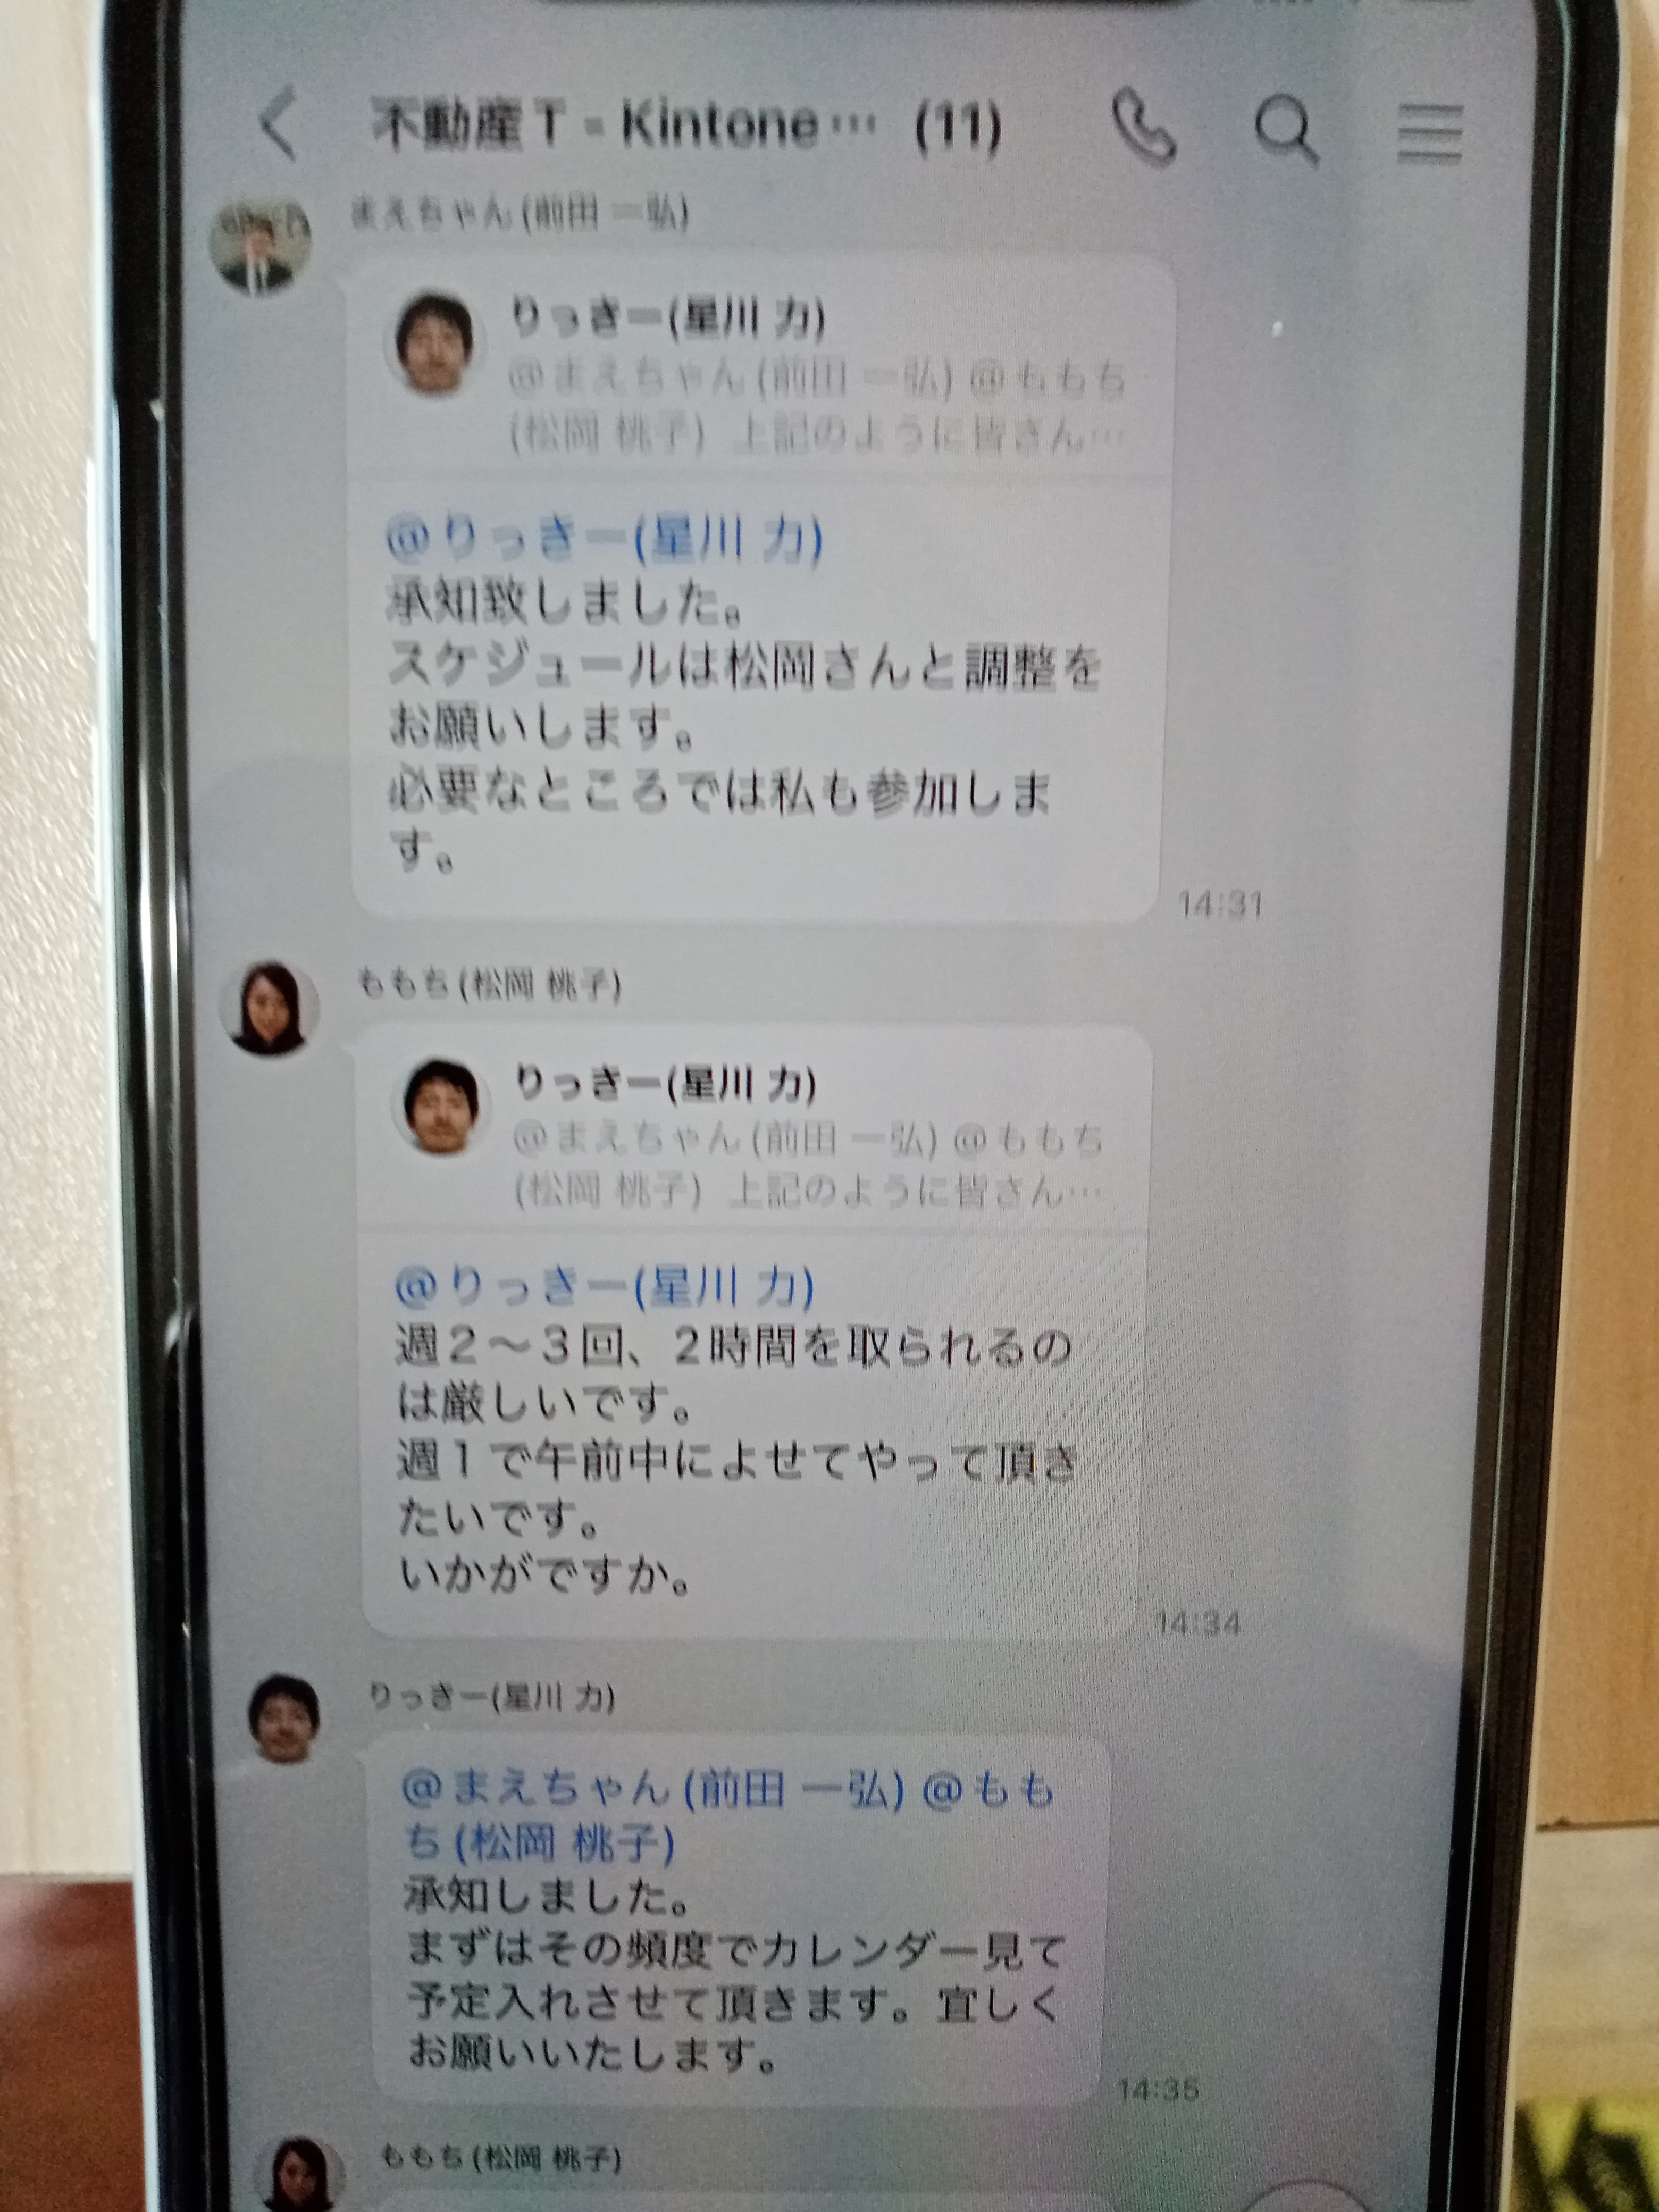 不動産T - Kintone… (11)
まえちゃん(前田 一弘)
りっきー(星川 力)
@まえちゃん(前田 一弘) @ももち
(松岡 桃子) 上記のように皆さん…
@りっきー(星川 力)
承知致しました。
スケジュールは松岡さんと調整を
お願いします。
必要なところでは私も参加しま
す。
14:31
ももち(松岡 桃子)
りっきー(星川 力)
@まえちゃん(前田 一弘) @ももち
(松岡 桃子) 上記のように皆さん…
@りっきー(星川 力)
週２～３回、２時間を取られるの
は厳しいです。
週１で午前中によせてやって頂き
たいです。
いかがですか。
14:34
りっきー(星川 力)
@まえちゃん(前田 一弘) @もも
ち(松岡 桃子)
承知しました。
まずはその頻度でカレンダー見て
予定入れさせて頂きます。宜しく
お願いいたします。
14:35
ももち(松岡 桃子)